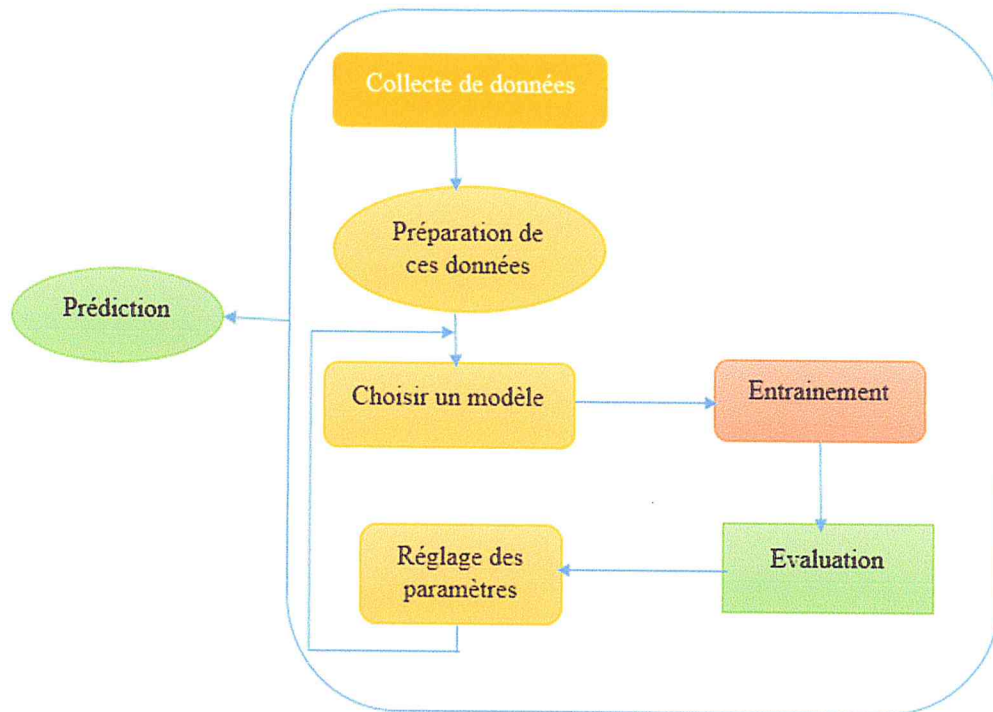 Collecte de données
Préparation de
ces données
Prédiction
Choisir un modèle
Entrainement
Réglage des
paramètres
Evaluation